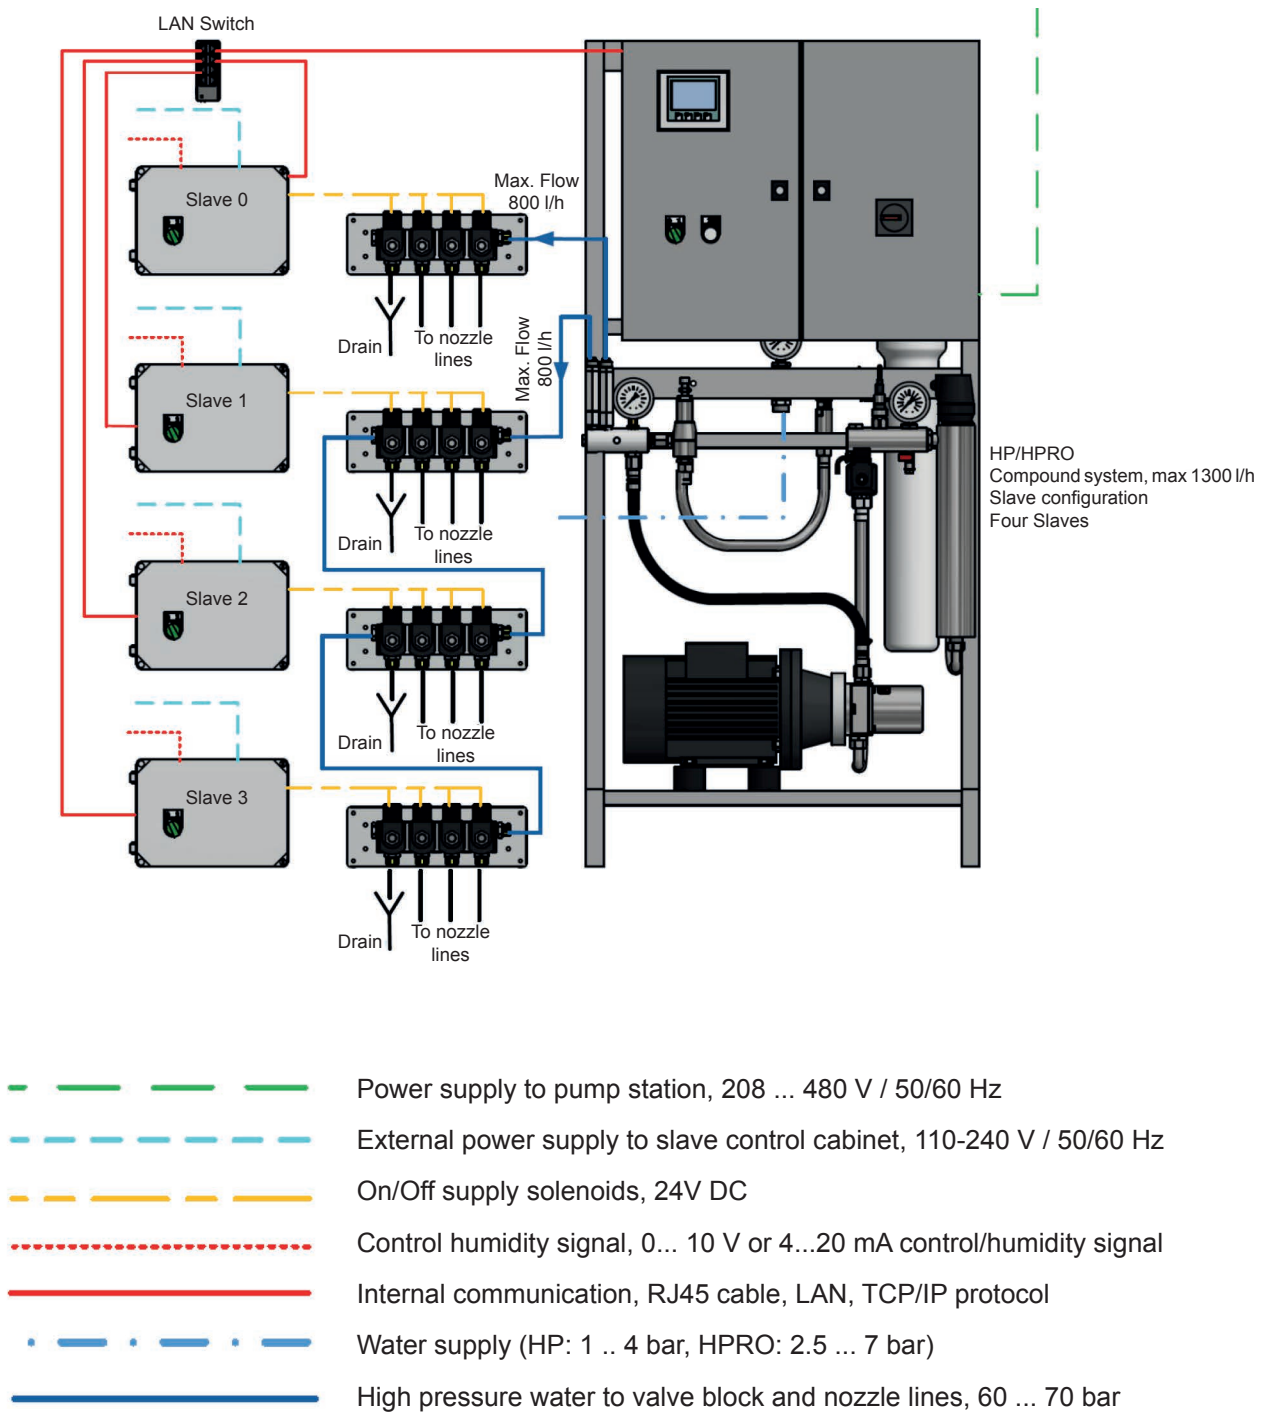 LAN Switch
Slave 0
Max. Flow
800 l/h
Drain
To nozzle
lines
Max. Flow
800 l/h
Slave 1
Drain
To nozzle
lines
HP/HPRO
Compound system, max 1300 l/h
Slave configuration
Four Slaves
Slave 2
Drain
To nozzle
lines
Slave 3
Drain
To nozzle
lines
Power supply to pump station, 208 ... 480 V / 50/60 Hz
External power supply to slave control cabinet, 110-240 V / 50/60 Hz
On/Off supply solenoids, 24V DC
Control humidity signal, 0... 10 V or 4...20 mA control/humidity signal
Internal communication, RJ45 cable, LAN, TCP/IP protocol
Water supply (HP: 1 .. 4 bar, HPRO: 2.5 ... 7 bar)
High pressure water to valve block and nozzle lines, 60 ... 70 bar